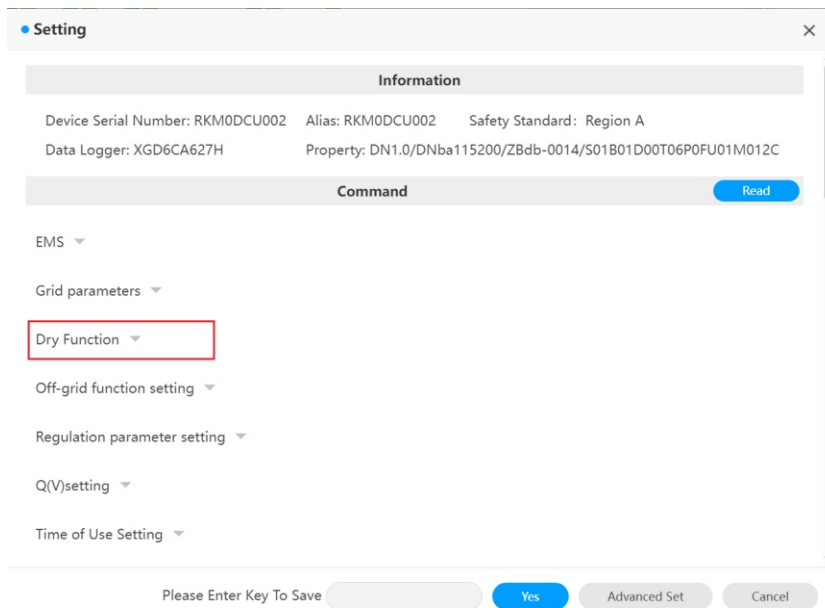 Setting
Information
Device Serial Number: RKM0DCU002 Alias: RKM0DCU002 Safety Standard: Region A
Data Logger: XGD6CA627H Property: DN1.0/DNba115200/ZBdb-0014/S01B01D00T06P0FU01M012C
Command Read
EMS
Grid parameters
Dry Function
Off-grid function setting
Regulation parameter setting
Q(V)setting
Time of Use Setting
Please Enter Key To Save Yes Advanced Set Cancel